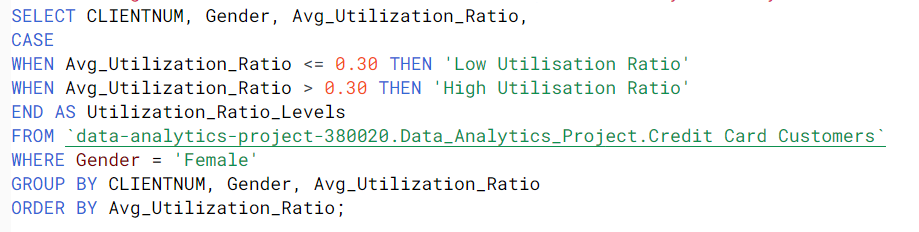 SELECT CLIENTNUM, Gender, Avg_Utilization_Ratio,
CASE
WHEN Avg_Utilization_Ratio <= 0.30 THEN 'Low Utilisation Ratio'
WHEN Avg_Utilization_Ratio > 0.30 THEN 'High Utilisation Ratio'
END AS Utilization_Ratio_Levels
FROM `data-analytics-project-380020.Data_Analytics_Project.Credit Card Customers`
WHERE Gender = 'Female'
GROUP BY CLIENTNUM, Gender, Avg_Utilization_Ratio
ORDER BY Avg_Utilization_Ratio;